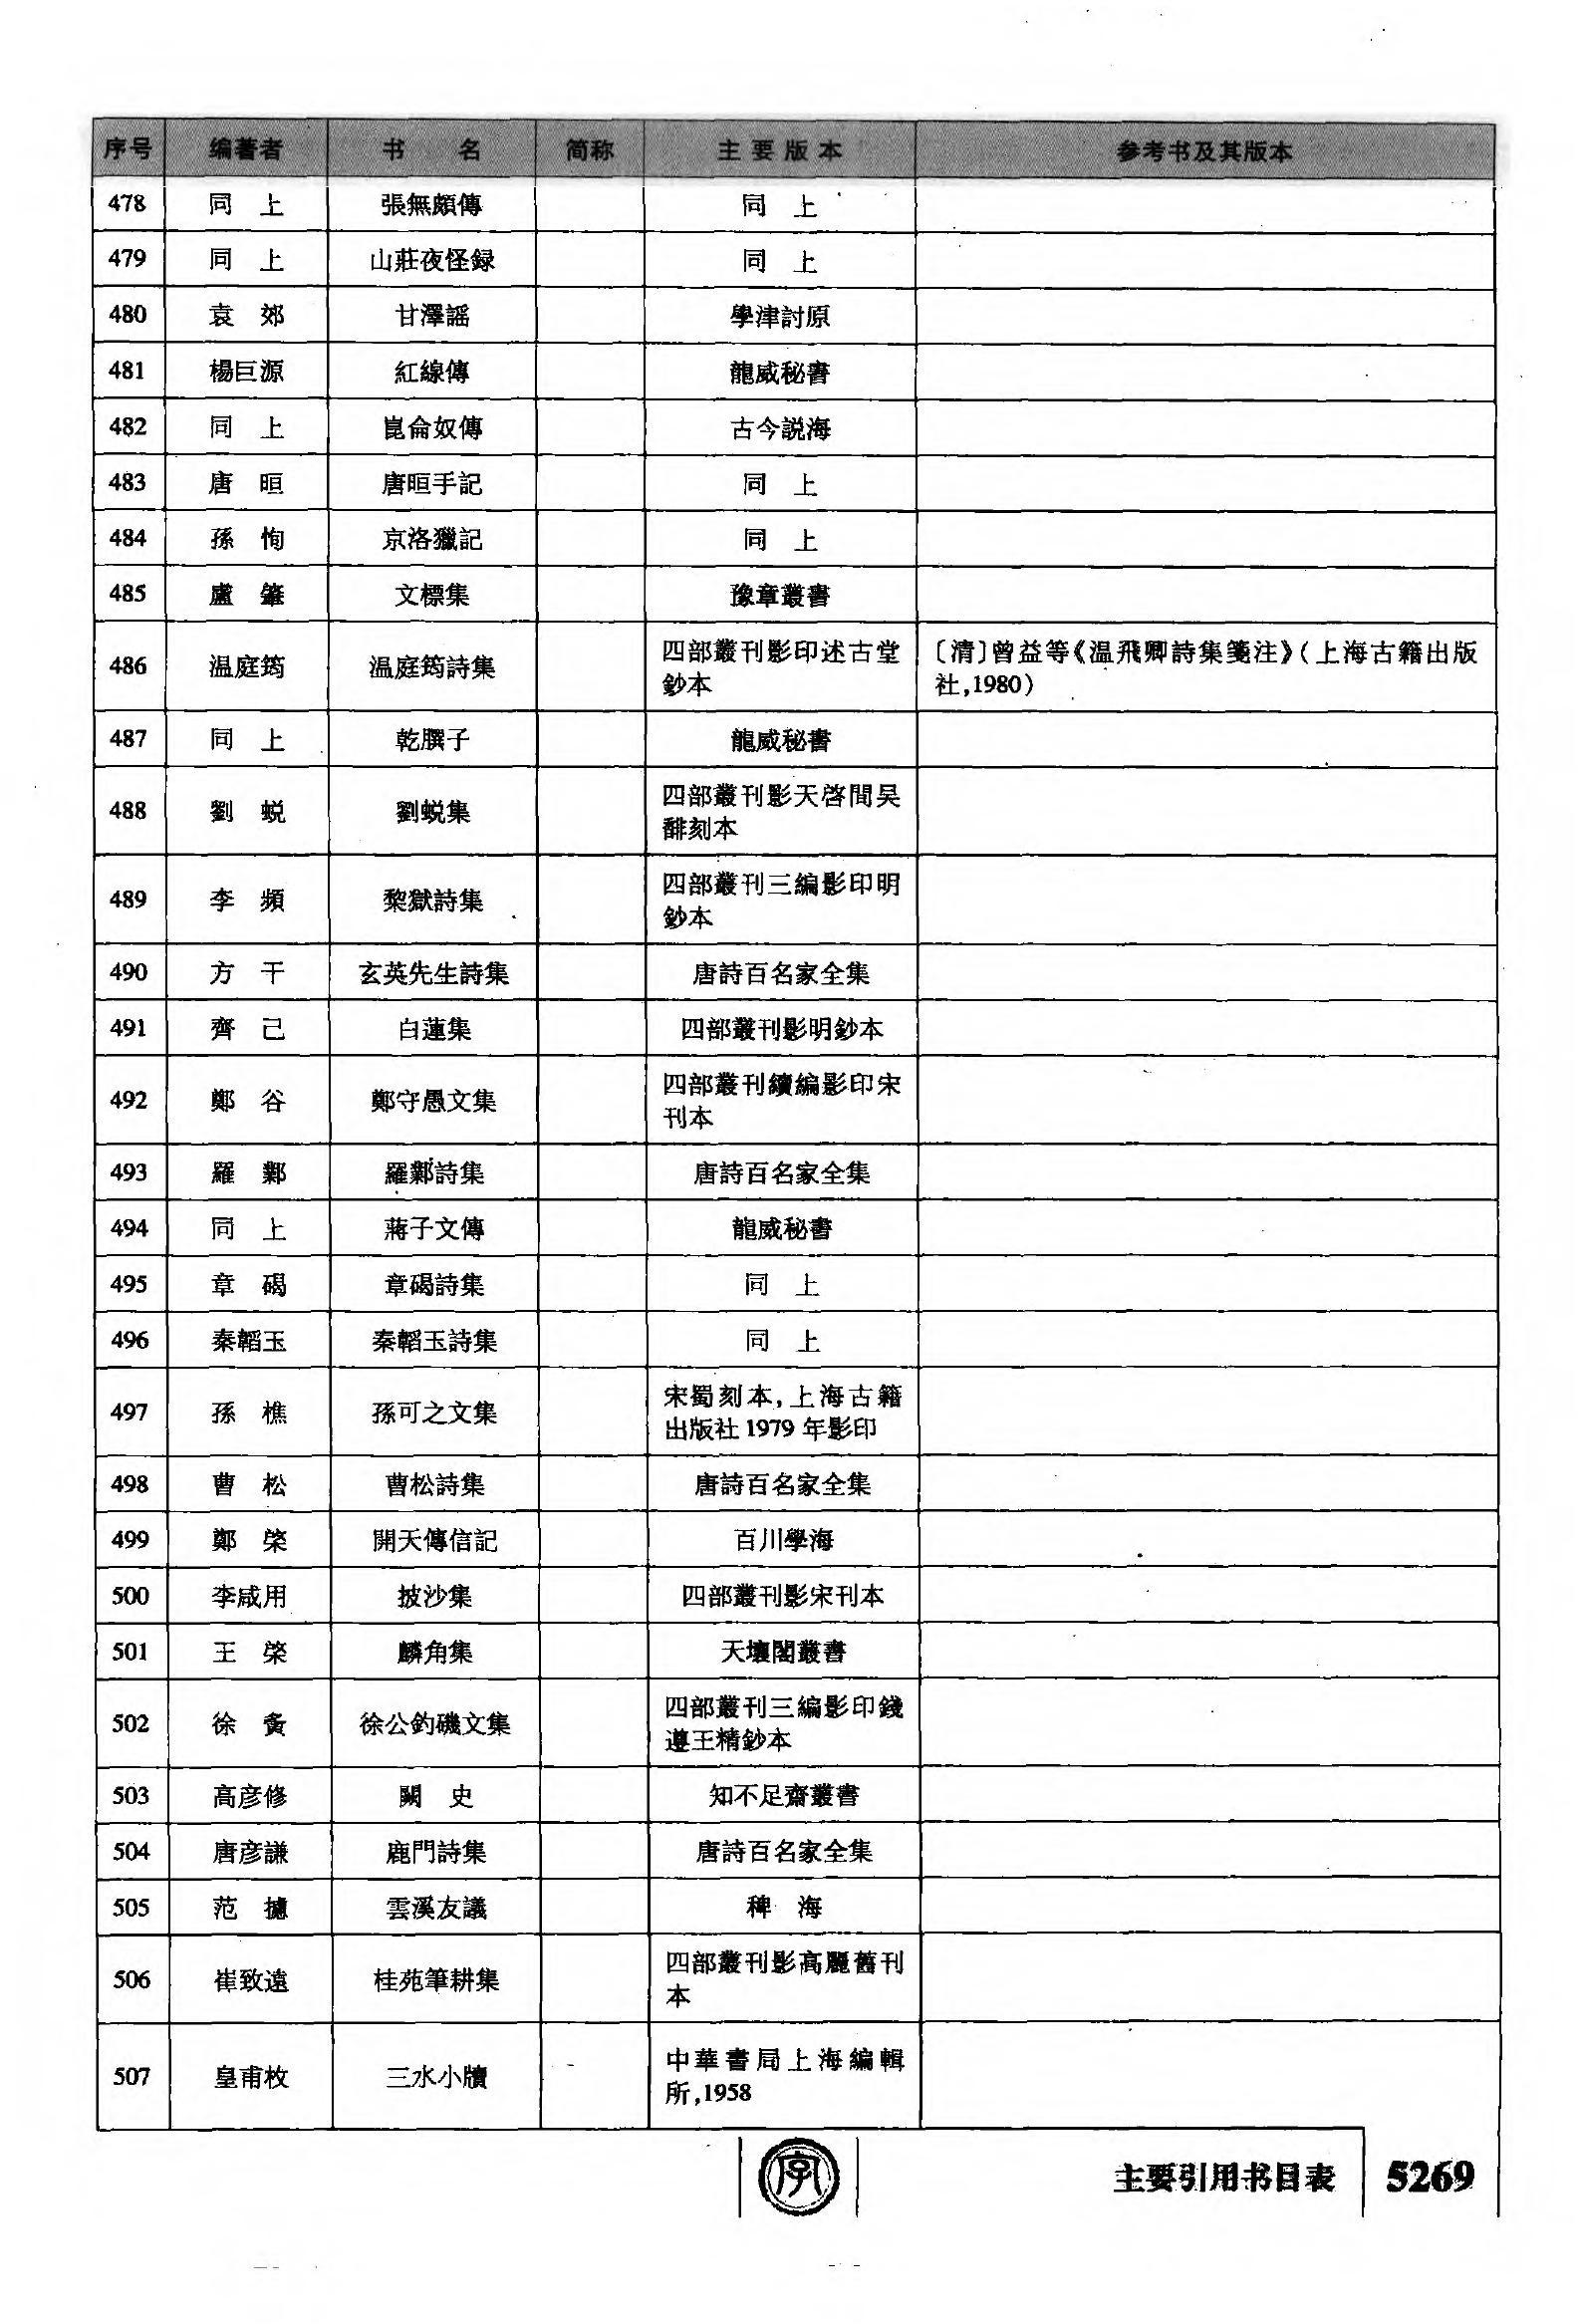 序号 编著者 书 名 简称 主要版本 参考书及其版本
478 同 上 張無頗傳 同 上
479 同 上 山莊夜怪録 同 上
480 袁 郊 甘澤謡 學津討原
481 楊巨源 紅線傳 龍威秘書
482 同 上 崑侖奴傳 古今説海
483 唐 晅 唐晅手記 同 上
484 孫 恂 京洛獵記 同 上
485 盧 肇 文標集 豫章叢書
486 温庭筠 温庭筠詩集 四部叢刊影印述古堂 〔清〕曾益等《温飛卿詩集箋注》(上海古籍出版
鈔本 社,1980)
487 同 上 乾𦠆子 龍威秘書
488 劉 蜕 劉蜕集 四部叢刊影天啓間吴
馡刻本
489 李 頻 黎獄詩集 四部叢刊三編影印明
鈔本
490 方 干 玄英先生詩集 唐詩百名家全集
491 齊 己 白蓮集 四部叢刊影明鈔本
492 鄭 谷 鄭守愚文集 四部叢刊續編影印宋
刊本
493 羅 鄴 羅鄴詩集 唐詩百名家全集
494 同 上 蔣子文傳 龍威秘書
495 章 碣 章碣詩集 同 上
496 秦韜玉 秦韜玉詩集 同 上
497 孫 樵 孫可之文集 宋蜀刻本,上海古籍
出版社1979年影印
498 曹 松 曹松詩集 唐詩百名家全集
499 鄭 棨 開天傳信記 百川學海
500 李咸用 披沙集 四部叢刊影宋刊本
501 王 棨 麟角集 天壤閣叢書
502 徐 夤 徐公釣磯文集 四部叢刊三編影印錢
遵王精鈔本
503 高彦修 闕 史 知不足齋叢書
504 唐彦謙 鹿門詩集 唐詩百名家全集
505 范 攄 雲溪友議 稗 海
506 崔致遠 桂苑筆耕集 四部叢刊影高麗舊刊
本
507 皇甫枚 三水小牘 中華書局上海編輯
所,1958
字
主要引用书目表 5269